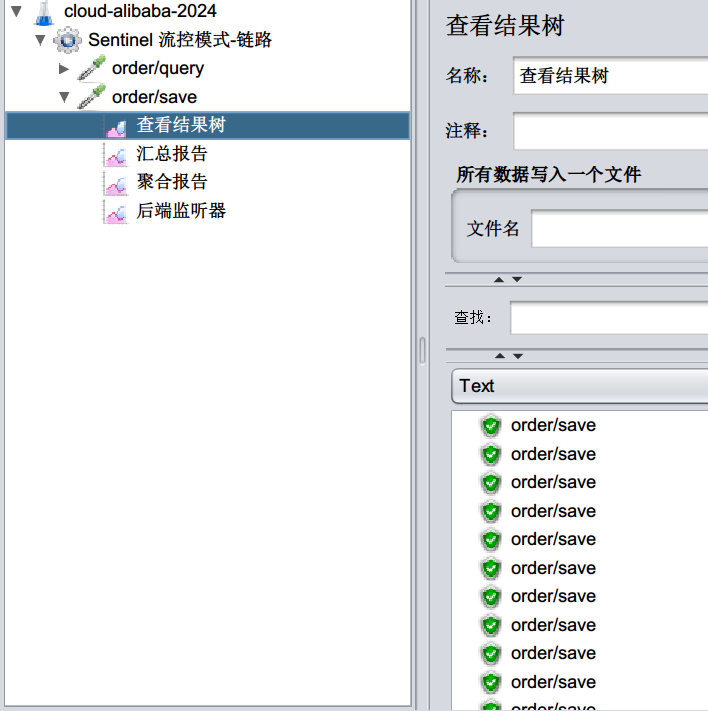 cloud-alibaba-2024
Sentinel 流控模式-链路
order/query
order/save
查看结果树
汇总报告
聚合报告
后端监听器
查看结果树
名称： 查看结果树
注释：
所有数据写入一个文件
文件名
查找：
Text
order/save
order/save
order/save
order/save
order/save
order/save
order/save
order/save
order/save
order/save
order/save